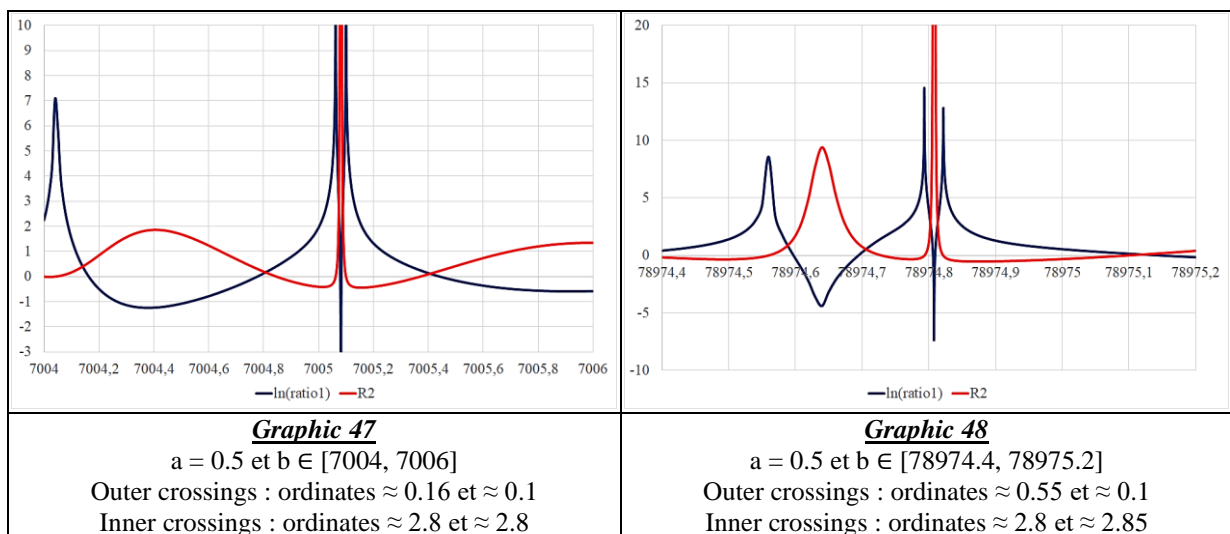 10
9
8
7
6
5
4
3
2
1
0
-1
-2
-3
7004 7004,2 7004,4 7004,6 7004,8 7005 7005,2 7005,4 7005,6 7005,8 7006
ln(ratio1) R2
20
15
10
5
0
-5
-10
78974,4 78974,5 78974,6 78974,7 78974,8 78974,9 78975 78975,1 78975,2
ln(ratio1) R2
Graphic 47
a = 0.5 et b ∈ [7004, 7006]
Outer crossings : ordinates ≈ 0.16 et ≈ 0.1
Inner crossings : ordinates ≈ 2.8 et ≈ 2.8
Graphic 48
a = 0.5 et b ∈ [78974.4, 78975.2]
Outer crossings : ordinates ≈ 0.55 et ≈ 0.1
Inner crossings : ordinates ≈ 2.8 et ≈ 2.85